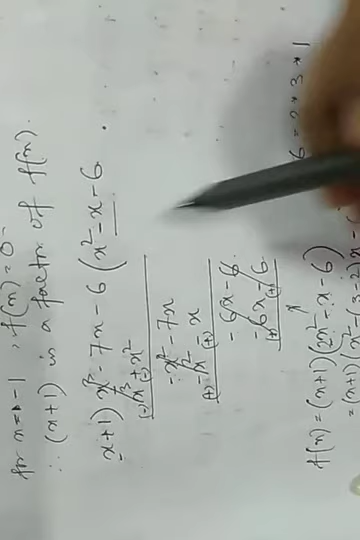 for x = -1, f(x) = 0
∴ (x+1) is a factor of f(x).
x+1) x³ - 7x - 6 (x² - x - 6
x³ + x²
(-) (-)
- x² - 7x
- x² - x
(+) (+)
- 6x - 6
- 6x - 6
(+) (+)
x
6 = 2 * 3 * 1
f(x) = (x+1)(x² - x - 6)
= (x+1)(x² - (3-2)x -